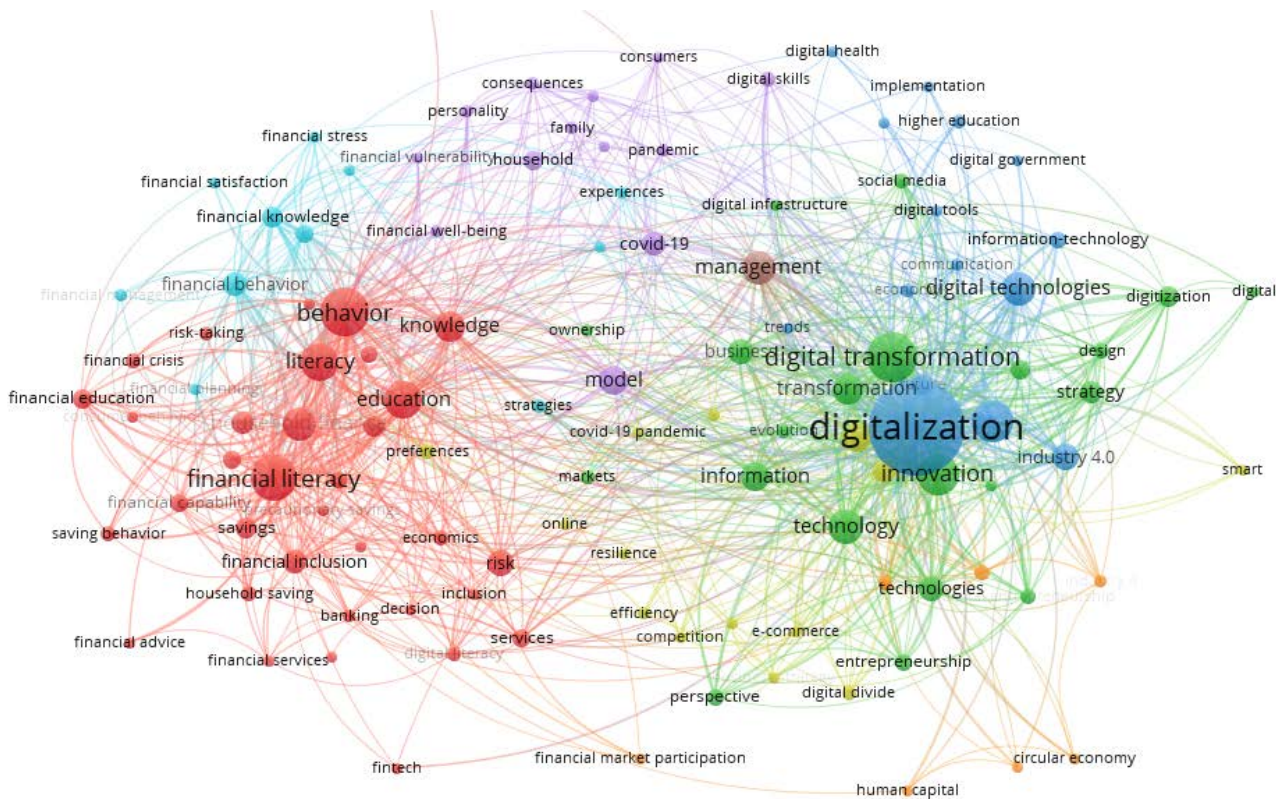 digital health
consumers
digital skills
consequences
implementation
personality
higher education
family
financial stress
pandemic
financial vulnerability
household
digital government
financial satisfaction
social media
experiences
digital infrastructure
digital tools
financial knowledge
financial well-being
covid-19
information-technology
management
communication
financial behavior
digital technologies
financial management
digitization
digital
behavior
knowledge
risk-taking
ownership
trends
business
digital transformation
design
financial crisis
literacy
model
transformation
financial planning
strategy
financial education
education
strategies
digitalization
covid-19 pandemic
evolution
preferences
industry 4.0
smart
financial literacy
markets
information
innovation
financial capability
precautionary savings
saving behavior
savings
online
technology
economics
resilience
financial inclusion
risk
household saving
inclusion
technologies
banking
decision
efficiency
financial advice
services
competition
e-commerce
digital literacy
financial services
entrepreneurship
perspective
digital divide
fintech
financial market participation
circular economy
human capital